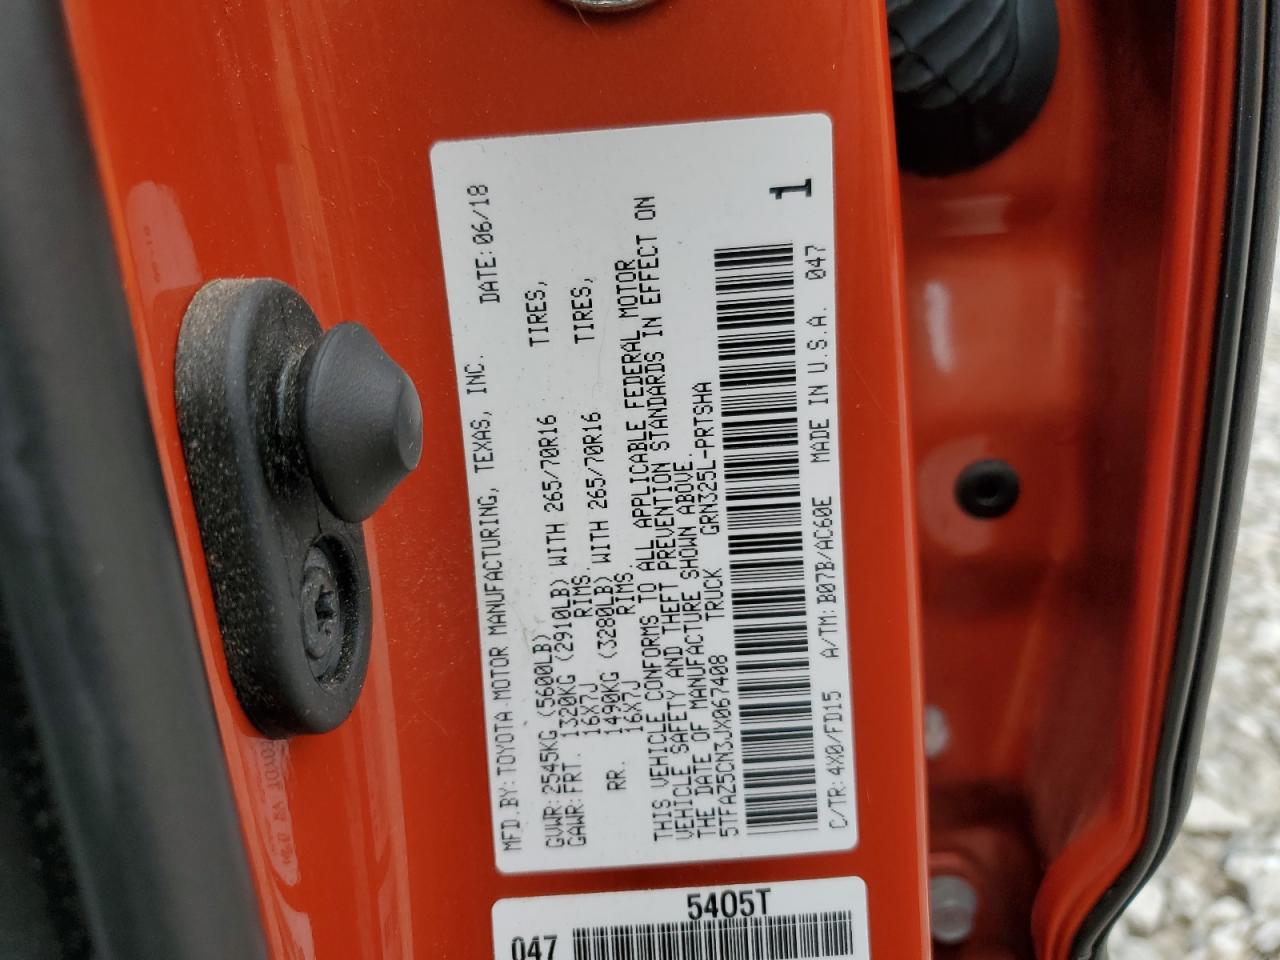 MFD.BY:TOYOTA MOTOR MANUFACTURING, TEXAS, INC. DATE:06/18
GVWR:2545KG (5600LB)
GAWR:FRT. 1320KG (2910LB) WITH 265/70R16 TIRES,
16X7J RIMS
RR. 1490KG (3280LB) WITH 265/70R16 TIRES,
16X7J RIMS
THIS VEHICLE CONFORMS TO ALL APPLICABLE FEDERAL MOTOR
VEHICLE SAFETY AND THEFT PREVENTION STANDARDS IN EFFECT ON
THE DATE OF MANUFACTURE SHOWN ABOVE.
5TFAZ5CN3JX067408 TRUCK GRN325L-PRTSHA
1
C/TR:4X0/FD15 A/TM:B07B/AC60E MADE IN U.S.A. 047
5405T
047